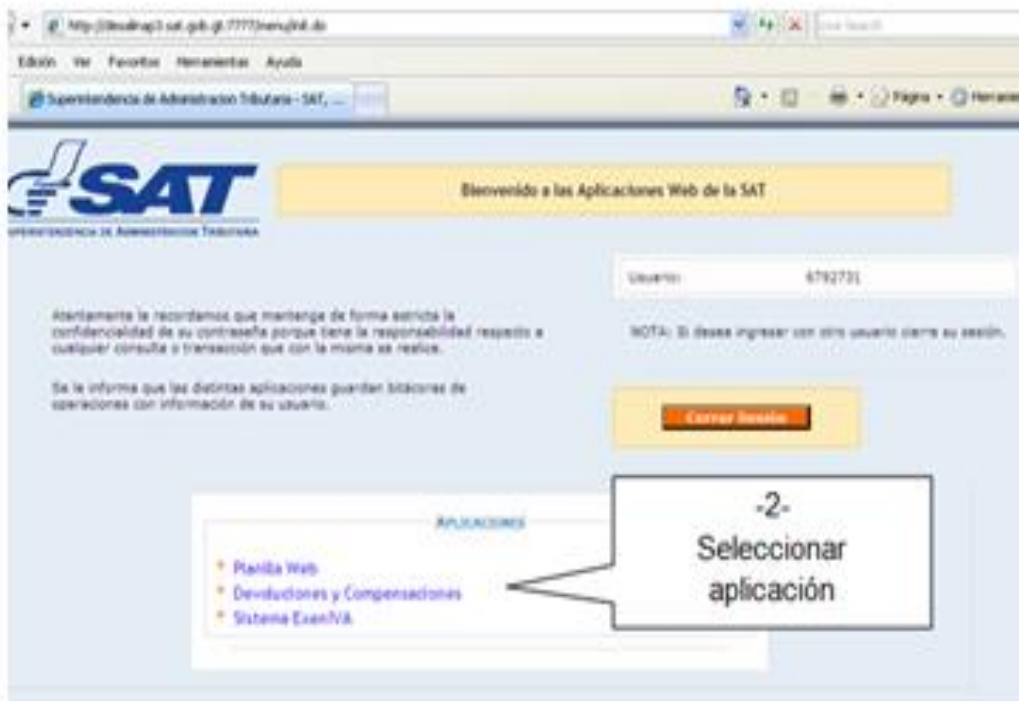 Edición Ver Favoritos Herramientas Ayuda
Superintendencia de Administracion Tributaria - SAT, ...
Página
SAT
SUPERINTENDENCIA DE ADMINISTRACION TRIBUTARIA
Bienvenido a las Aplicaciones Web de la SAT
Usuario: 6792731
Atentamente le recordamos que mantenga de forma estricta la
confidencialidad de su contraseña porque tiene la responsabilidad respecto a
cualquier consulta o transacción que con la misma se realice.
NOTA: Si desea ingresar con otro usuario cierre su sesión.
Se le informa que las distintas aplicaciones guardan bitácoras de
operaciones con información de su usuario.
Cerrar Sesión
APLICACIONES
Planilla Web
Devoluciones y Compensaciones
Sistema ExenIVA
-2-
Seleccionar
aplicación